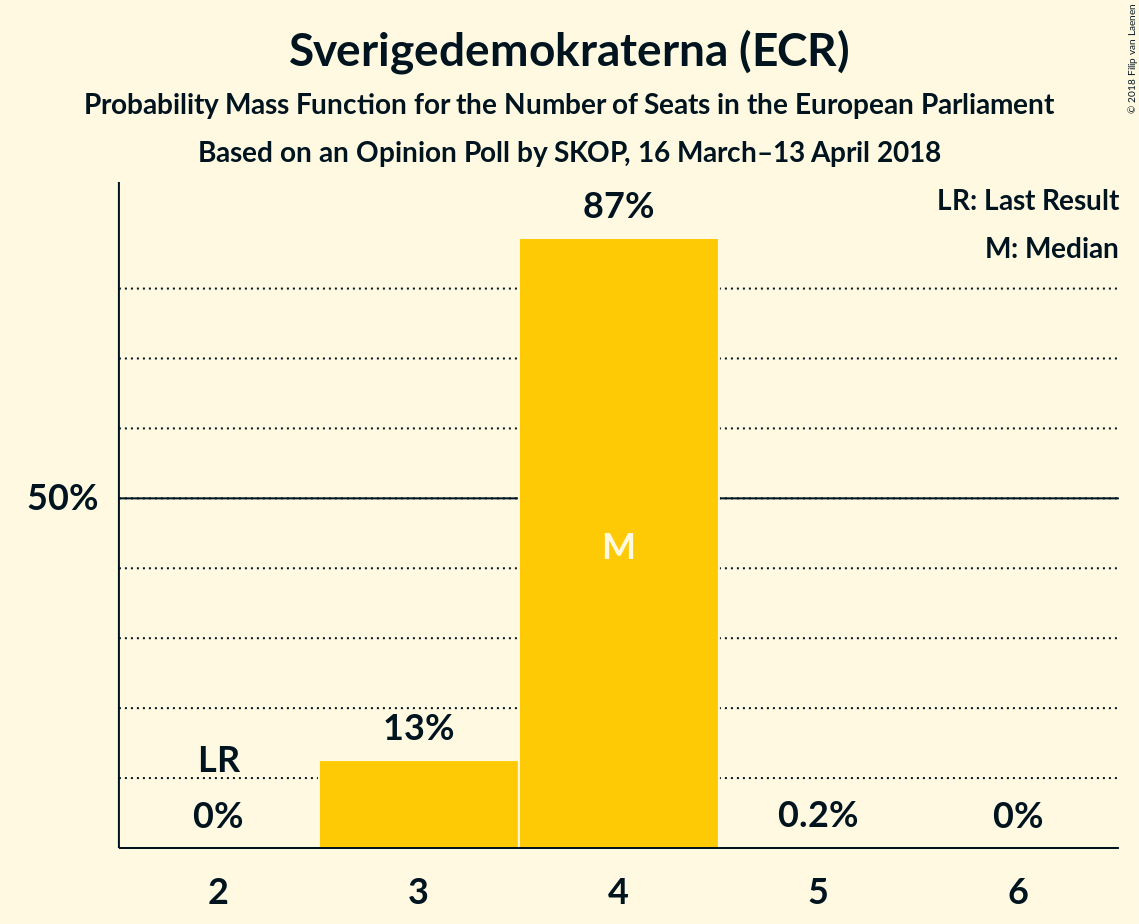 Sverigedemokraterna (ECR)
Probability Mass Function for the Number of Seats in the European Parliament
Based on an Opinion Poll by SKOP, 16 March–13 April 2018
© 2018 Filip van Laenen
LR: Last Result
M: Median
87%
50%
M
13%
LR
0%
0.2%
0%
2 3 4 5 6